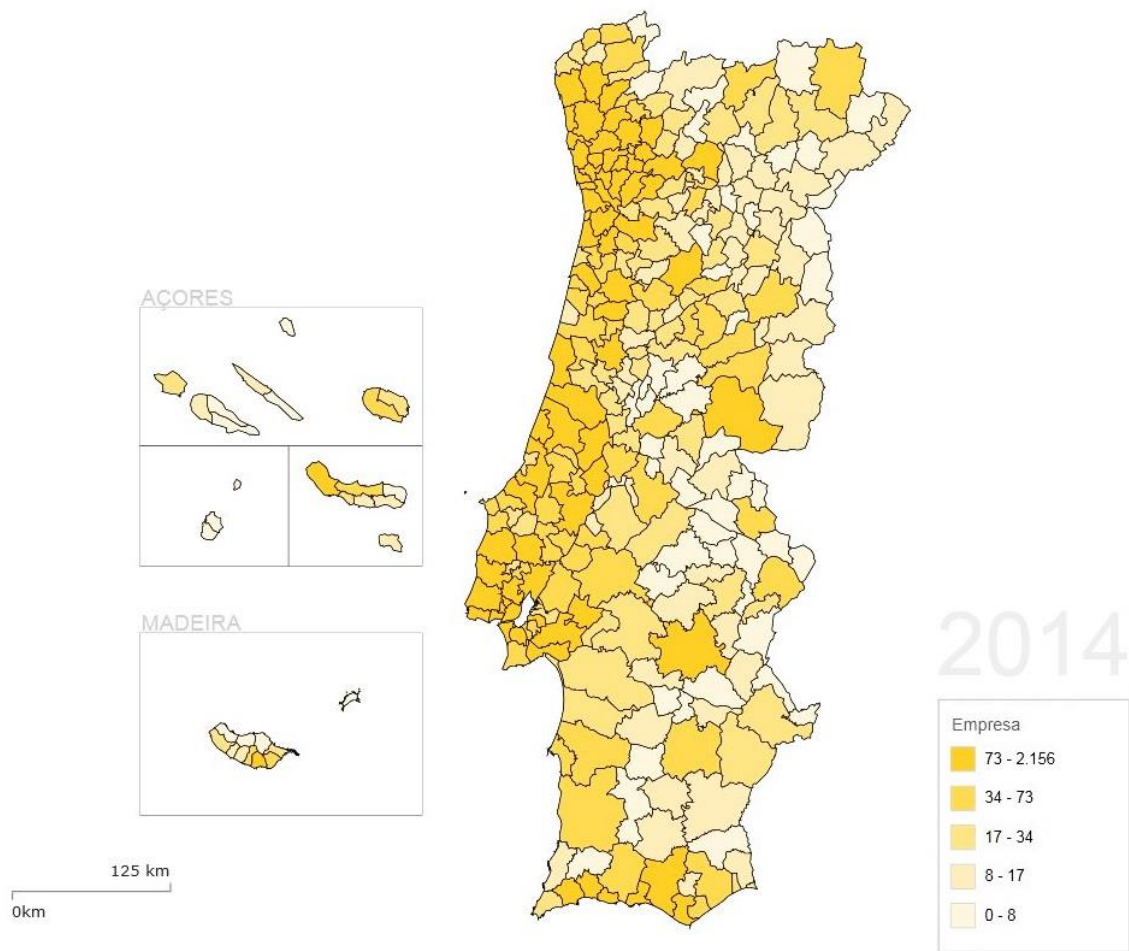 AÇORES
MADEIRA
125 km
0km
2014
Empresa
73 - 2.156
34 - 73
17 - 34
8 - 17
0 - 8